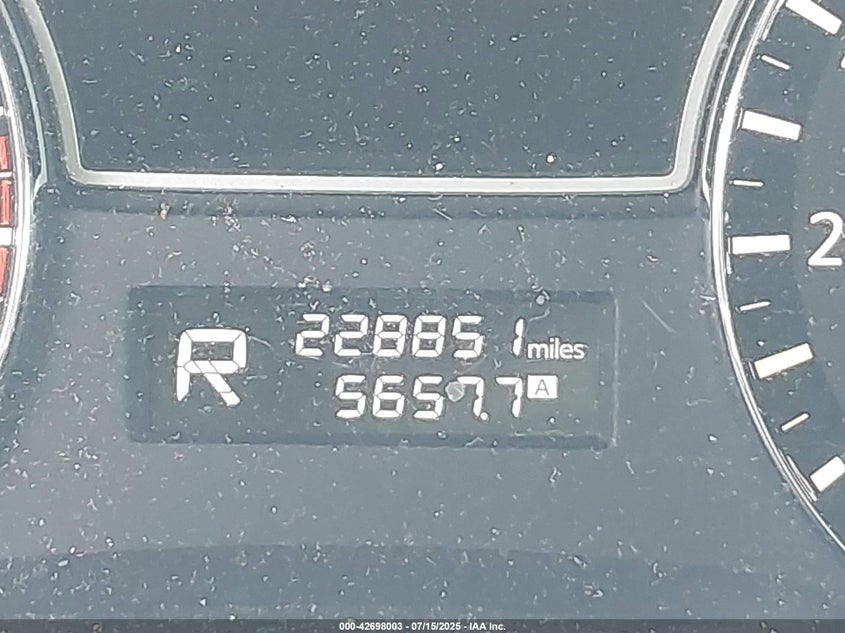 2
R
228851 miles
5657.7 A
000-42698003 - 07/15/2025 - IAA Inc.